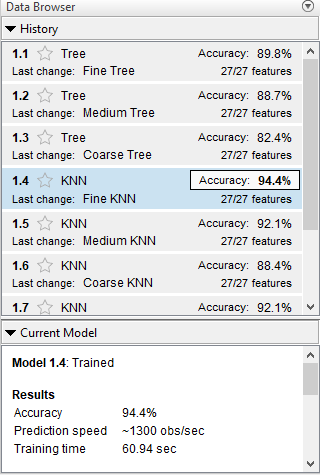 Data Browser
History
1.1 Tree Accuracy: 89.8%
Last change: Fine Tree 27/27 features
1.2 Tree Accuracy: 88.7%
Last change: Medium Tree 27/27 features
1.3 Tree Accuracy: 82.4%
Last change: Coarse Tree 27/27 features
1.4 KNN Accuracy: 94.4%
Last change: Fine KNN 27/27 features
1.5 KNN Accuracy: 92.1%
Last change: Medium KNN 27/27 features
1.6 KNN Accuracy: 88.4%
Last change: Coarse KNN 27/27 features
1.7 KNN Accuracy: 92.1%
Current Model
Model 1.4: Trained
Results
Accuracy 94.4%
Prediction speed ~1300 obs/sec
Training time 60.94 sec